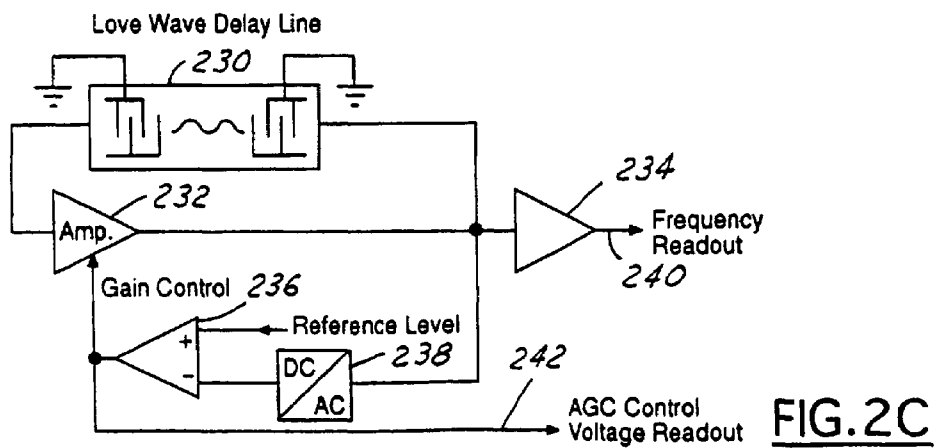 Love Wave Delay Line
230
232
Amp.
234
Frequency
Readout
240
Gain Control
236
+
Reference Level
-
DC
AC
238
242
AGC Control
Voltage Readout
FIG.2C